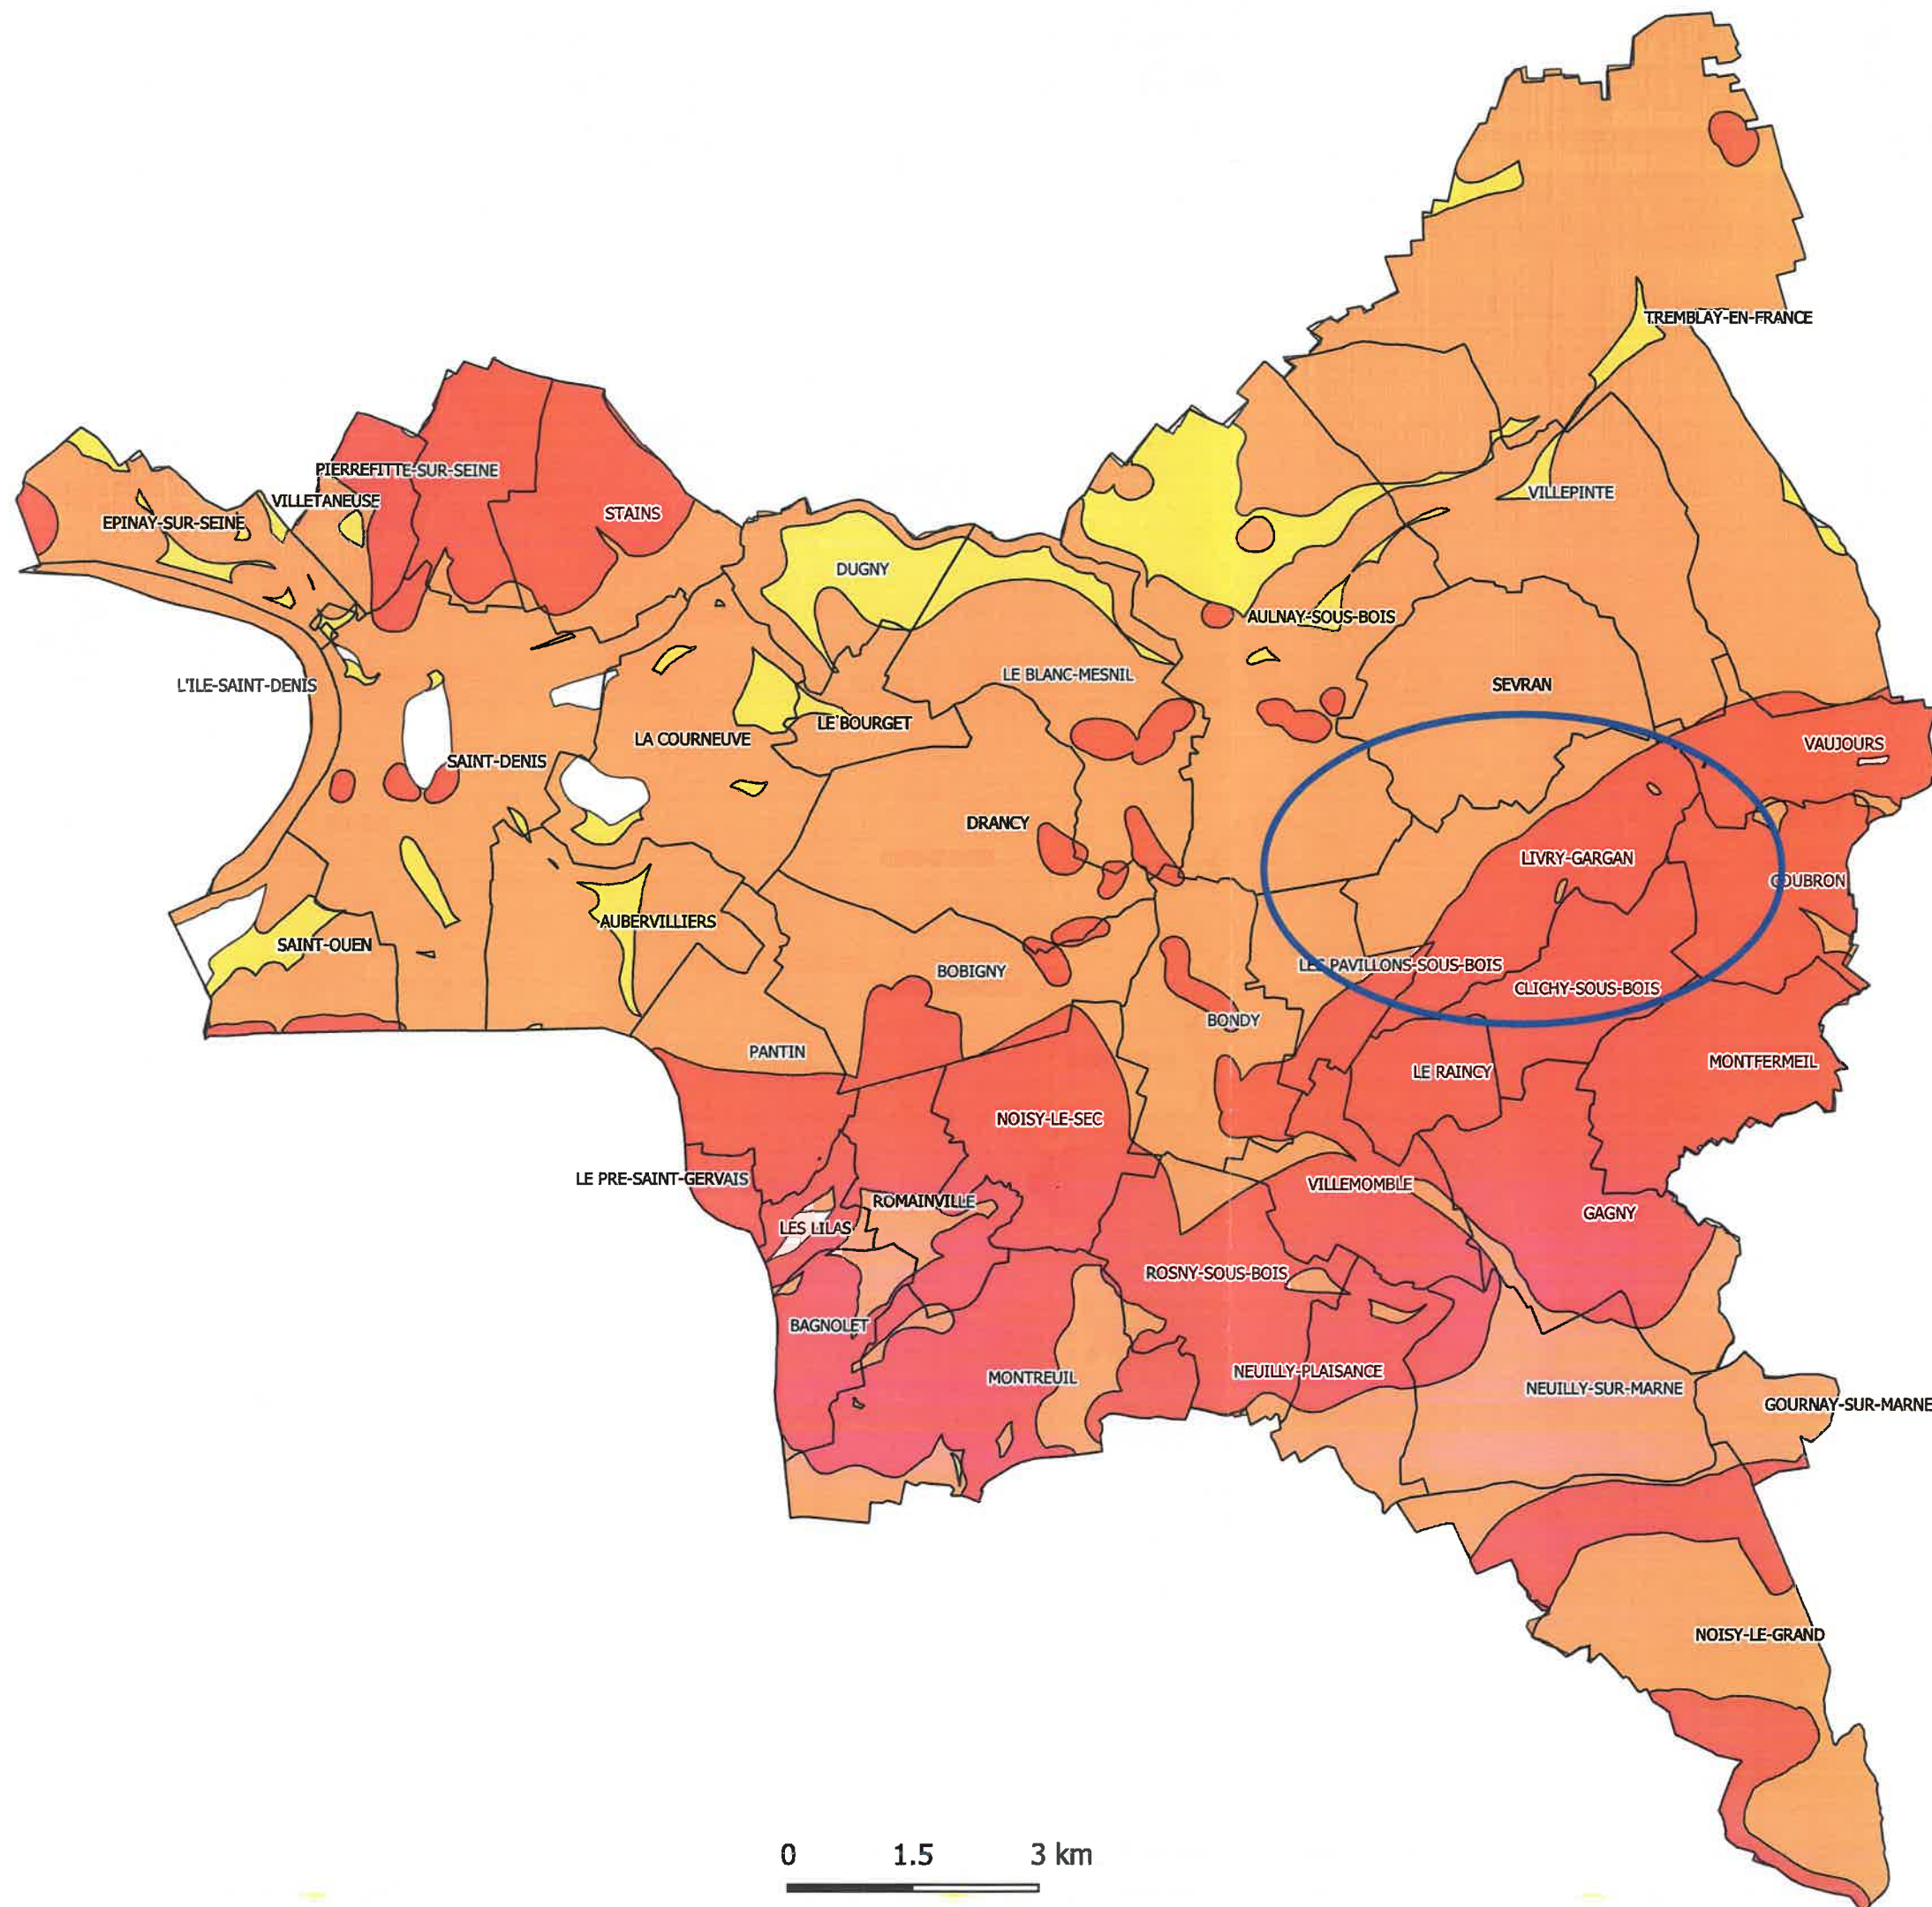 TREMBLAY-EN-FRANCE
PIERREFITTE-SUR-SEINE
VILLETANEUSE
EPINAY-SUR-SEINE
STAINS
VILLEPINTE
DUGNY
AULNAY-SOUS-BOIS
L'ILE-SAINT-DENIS
LE BLANC-MESNIL
SEVRAN
LE BOURGET
LA COURNEUVE
SAINT-DENIS
VAUJOURS
DRANCY
LIVRY-GARGAN
COUBRON
AUBERVILLIERS
SAINT-OUEN
BOBIGNY
LES PAVILLONS-SOUS-BOIS
CLICHY-SOUS-BOIS
BONDY
PANTIN
LE RAINCY
MONTFERMEIL
NOISY-LE-SEC
LE PRE-SAINT-GERVAIS
VILLEMOMBLE
ROMAINVILLE
GAGNY
LES LILAS
ROSNY-SOUS-BOIS
BAGNOLET
MONTREUIL
NEUILLY-PLAISANCE
NEUILLY-SUR-MARNE
GOURNAY-SUR-MARNE
NOISY-LE-GRAND
0 1.5 3 km